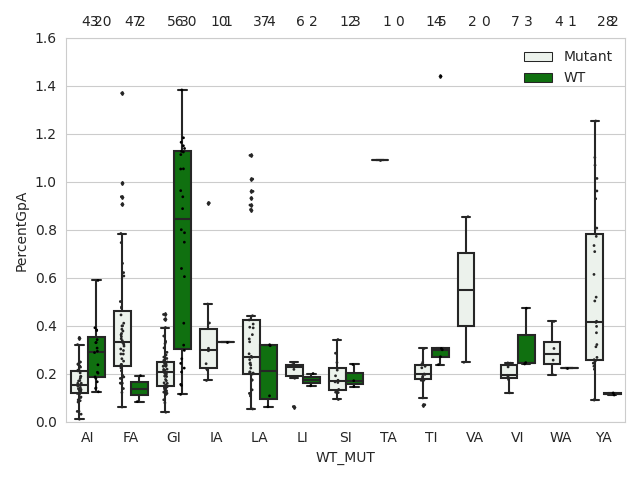 43 20 47 2 56 30 10 1 37 4 6 2 12 3 1 0 14 5 2 0 7 3 4 1 28 2
1.6
1.4
1.2
1.0
0.8
0.6
0.4
0.2
0.0
PercentGpA
Mutant
WT
AI FA GI IA LA LI SI TA TI VA VI WA YA
WT_MUT